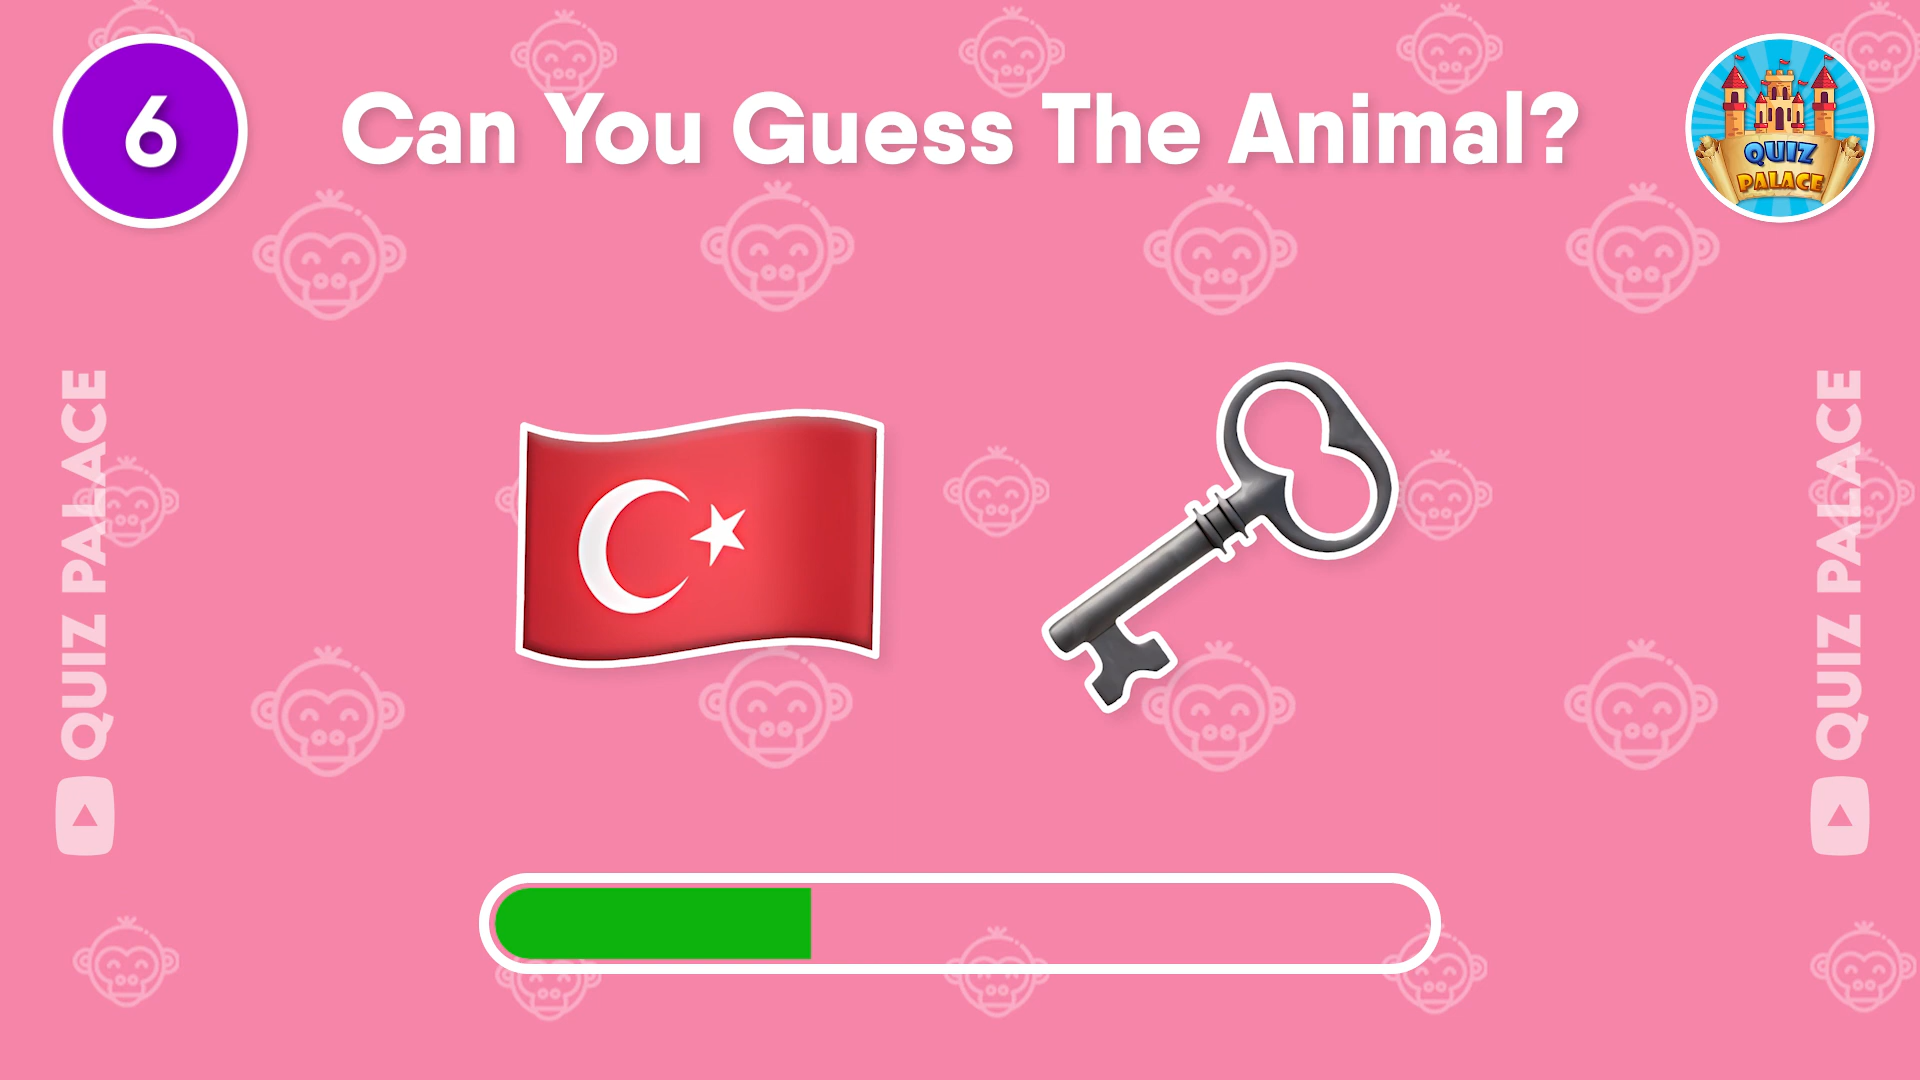 6
Can You Guess The Animal?
QUIZ
PALACE
QUIZ PALACE
QUIZ PALACE